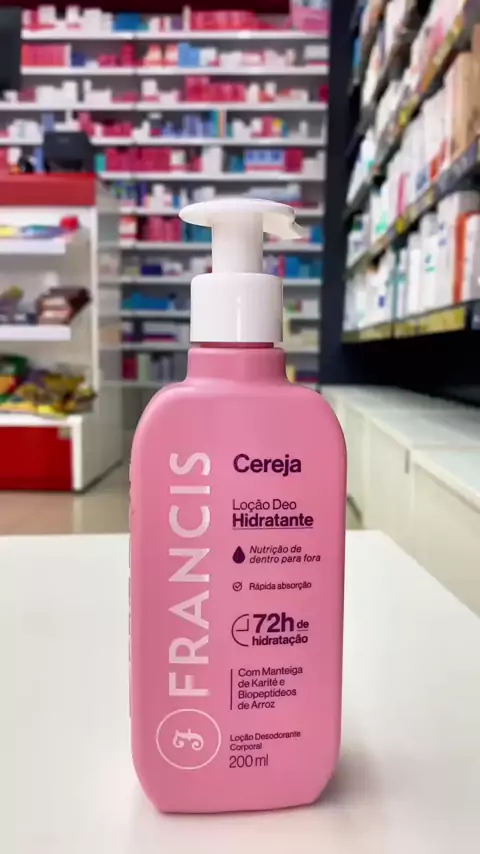 FRANCIS
Cereja
Loção Deo
Hidratante
Nutrição de
dentro para fora
Rápida absorção
72h de
hidratação
Com Manteiga
de Karité e
Biopeptídeos
de Arroz
Loção Desodorante
Corporal
200 ml